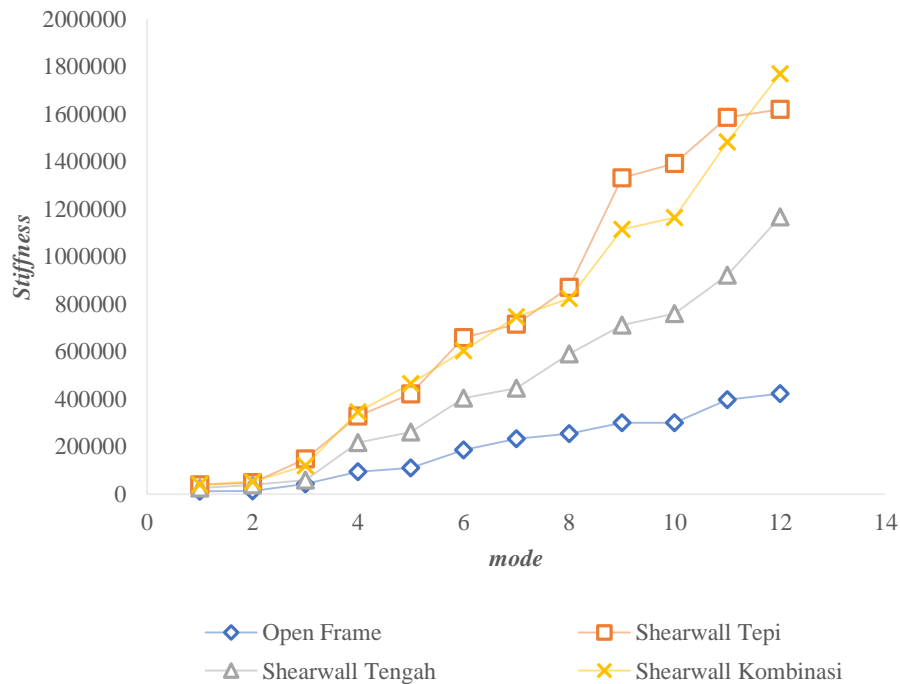 2000000
1800000
1600000
1400000
1200000
1000000
800000
600000
400000
200000
0
Stiffness
0 2 4 6 8 10 12 14
mode
Open Frame Shearwall Tepi
Shearwall Tengah Shearwall Kombinasi